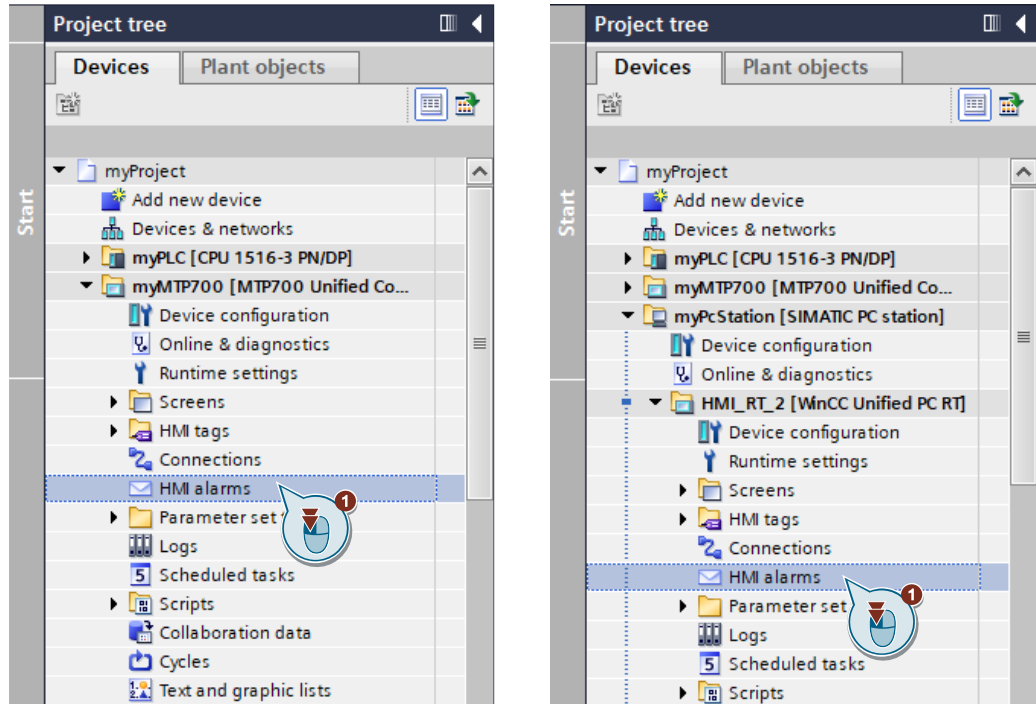 Project tree
Devices
Plant objects
Start
myProject
Add new device
Devices & networks
myPLC [CPU 1516-3 PN/DP]
myMTP700 [MTP700 Unified Co...
Device configuration
Online & diagnostics
Runtime settings
Screens
HMI tags
Connections
HMI alarms
1
Parameter set
Logs
5 Scheduled tasks
Scripts
Collaboration data
Cycles
Text and graphic lists
Project tree
Devices
Plant objects
Start
myProject
Add new device
Devices & networks
myPLC [CPU 1516-3 PN/DP]
myMTP700 [MTP700 Unified Co...
myPcStation [SIMATIC PC station]
Device configuration
Online & diagnostics
HMI_RT_2 [WinCC Unified PC RT]
Device configuration
Runtime settings
Screens
HMI tags
Connections
HMI alarms
1
Parameter set
Logs
5 Scheduled tasks
Scripts